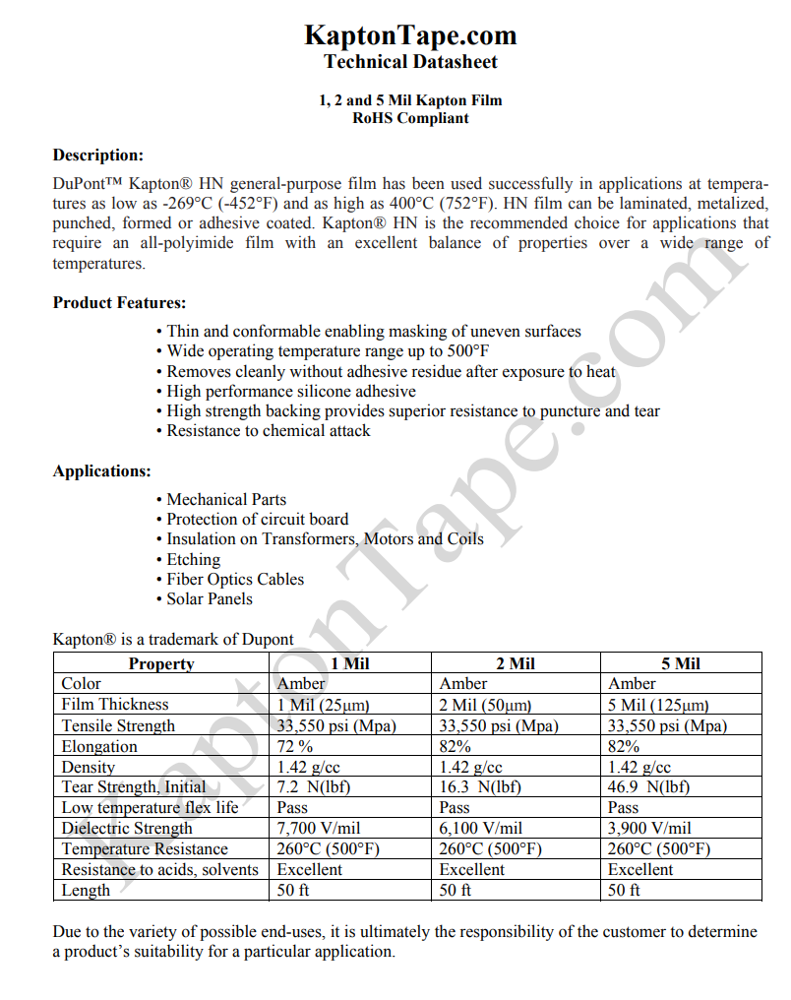 KaptonTape.com
Technical Datasheet
1, 2 and 5 Mil Kapton Film
RoHS Compliant
Description:
DuPont™ Kapton® HN general-purpose film has been used successfully in applications at tempera-
tures as low as -269°C (-452°F) and as high as 400°C (752°F). HN film can be laminated, metalized,
punched, formed or adhesive coated. Kapton® HN is the recommended choice for applications that
require an all-polyimide film with an excellent balance of properties over a wide range of
temperatures.
Product Features:
• Thin and conformable enabling masking of uneven surfaces
• Wide operating temperature range up to 500°F
• Removes cleanly without adhesive residue after exposure to heat
• High performance silicone adhesive
• High strength backing provides superior resistance to puncture and tear
• Resistance to chemical attack
Applications:
• Mechanical Parts
• Protection of circuit board
• Insulation on Transformers, Motors and Coils
• Etching
• Fiber Optics Cables
• Solar Panels
Kapton® is a trademark of Dupont
Property 1 Mil 2 Mil 5 Mil
Color Amber Amber Amber
Film Thickness 1 Mil (25µm) 2 Mil (50µm) 5 Mil (125µm)
Tensile Strength 33,550 psi (Mpa) 33,550 psi (Mpa) 33,550 psi (Mpa)
Elongation 72 % 82% 82%
Density 1.42 g/cc 1.42 g/cc 1.42 g/cc
Tear Strength, Initial 7.2 N(lbf) 16.3 N(lbf) 46.9 N(lbf)
Low temperature flex life Pass Pass Pass
Dielectric Strength 7,700 V/mil 6,100 V/mil 3,900 V/mil
Temperature Resistance 260°C (500°F) 260°C (500°F) 260°C (500°F)
Resistance to acids, solvents Excellent Excellent Excellent
Length 50 ft 50 ft 50 ft
Due to the variety of possible end-uses, it is ultimately the responsibility of the customer to determine
a product’s suitability for a particular application.
KaptonTape.com